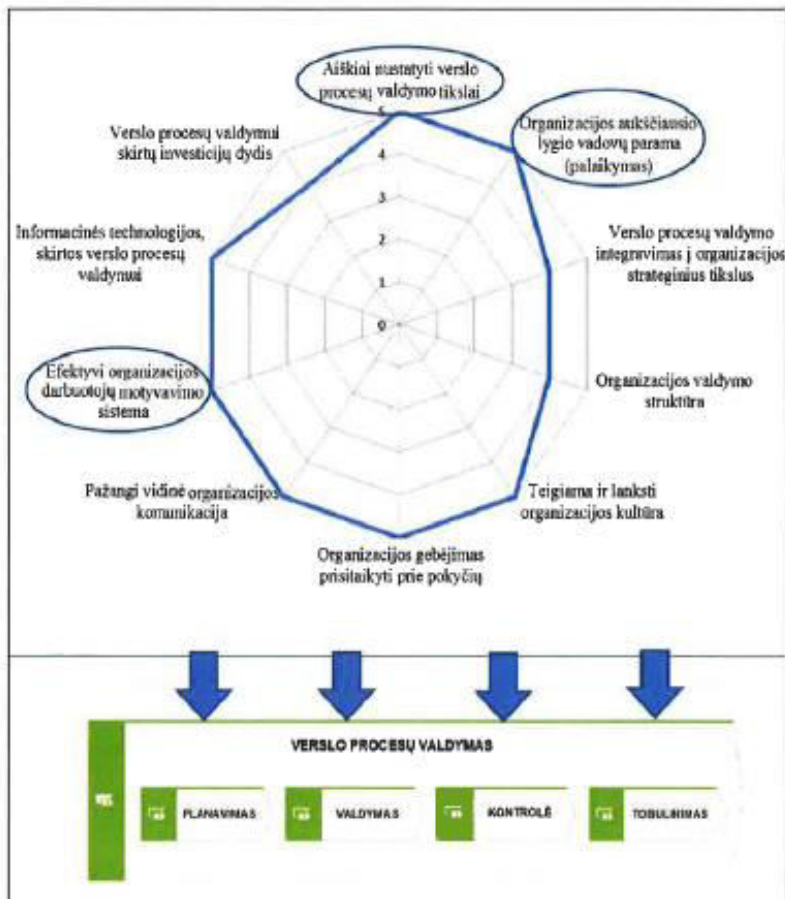 Aiškiai nustatyti verslo
procesų valdymo tikslai
Organizacijos aukščiausio
lygio vadovų parama
(palaikymas)
Verslo procesų valdymo
integravimas į organizacijos
strateginius tikslus
Organizacijos valdymo
struktūra
Teigiama ir lanksti
organizacijos kultūra
Organizacijos gebėjimas
prisitaikyti prie pokyčių
Pažangi vidinė organizacijos
komunikacija
Efektyvi organizacijos
darbuotojų motyvavimo
sistema
Informacinės technologijos,
skirtos verslo procesų
valdymui
Verslo procesų valdymui
skirtų investicijų dydis
5
4
3
2
1
0
VERSLO PROCESŲ VALDYMAS
PLANAVIMAS
VALDYMAS
KONTROLĖ
TOBULINIMAS